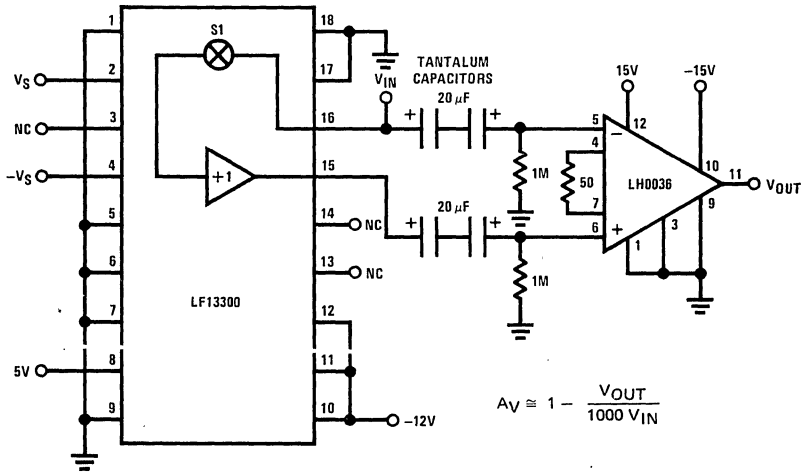 1
18
S1
VS
2
17
VIN
TANTALUM
CAPACITORS
20 µF
15V
-15V
NC
3
16
+
+
5
−
12
4
10
-VS
4
15
+1
1M
50
LH0036
11
VOUT
7
9
5
14
NC
20 µF
+
+
6
+
1
3
6
13
NC
1M
LF13300
7
12
5V
8
11
9
10
-12V
AV ≅ 1 − VOUT / 1000 VIN